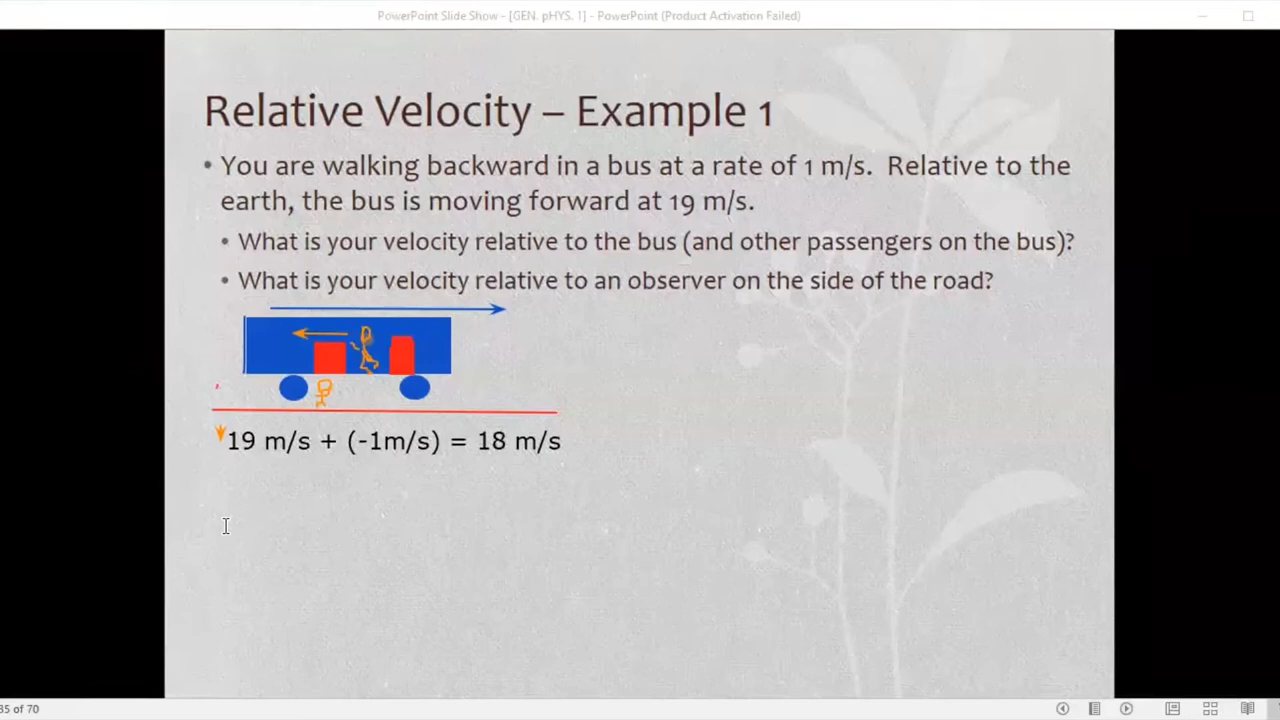 PowerPoint Slide Show - [GEN. pHYS. 1] - PowerPoint (Product Activation Failed)
Relative Velocity – Example 1
• You are walking backward in a bus at a rate of 1 m/s. Relative to the
earth, the bus is moving forward at 19 m/s.
• What is your velocity relative to the bus (and other passengers on the bus)?
• What is your velocity relative to an observer on the side of the road?
19 m/s + (-1m/s) = 18 m/s
35 of 70